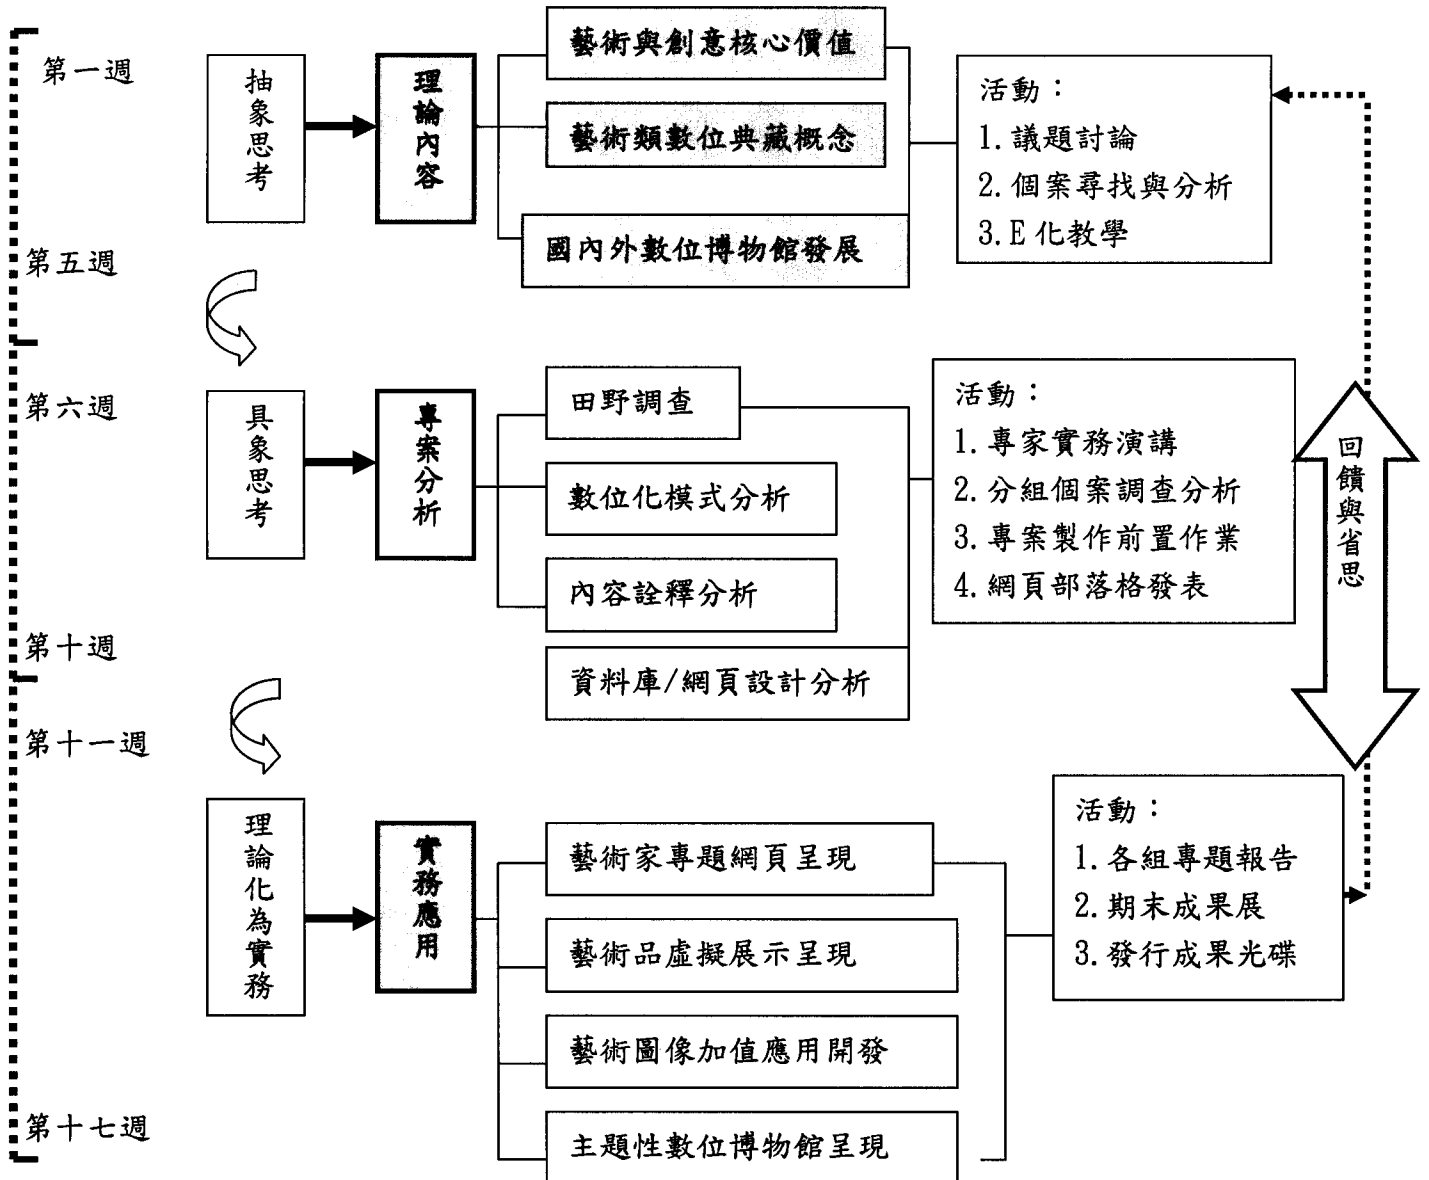 第一週
抽象思考
理論內容
藝術與創意核心價值
藝術類數位典藏概念
國內外數位博物館發展
活動：
1.議題討論
2.個案尋找與分析
3.E化教學
第五週
第六週
具象思考
專案分析
田野調查
數位化模式分析
內容詮釋分析
資料庫/網頁設計分析
活動：
1.專家實務演講
2.分組個案調查分析
3.專案製作前置作業
4.網頁部落格發表
回饋與省思
第十週
第十一週
理論化為實務
實務應用
藝術家專題網頁呈現
藝術品虛擬展示呈現
藝術圖像加值應用開發
主題性數位博物館呈現
活動：
1.各組專題報告
2.期末成果展
3.發行成果光碟
第十七週